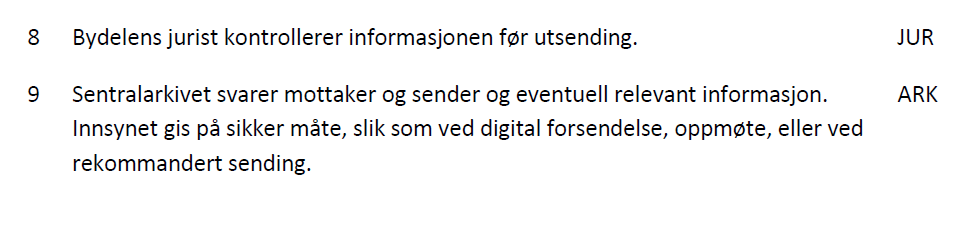 8 Bydelens jurist kontrollerer informasjonen før utsending. JUR
9 Sentralarkivet svarer mottaker og sender og eventuell relevant informasjon. ARK
Innsynet gis på sikker måte, slik som ved digital forsendelse, oppmøte, eller ved
rekommandert sending.